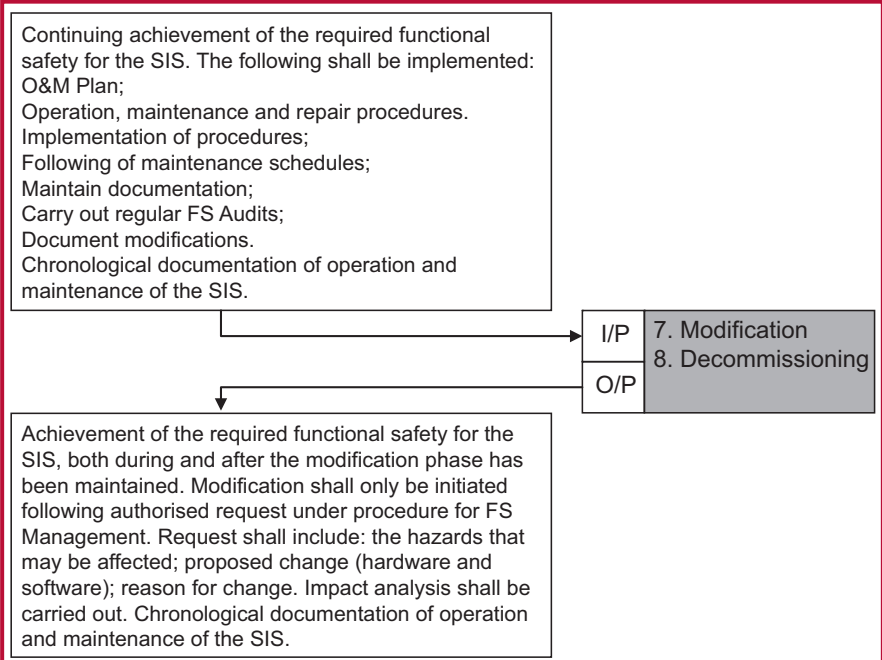 Continuing achievement of the required functional
safety for the SIS. The following shall be implemented:
O&M Plan;
Operation, maintenance and repair procedures.
Implementation of procedures;
Following of maintenance schedules;
Maintain documentation;
Carry out regular FS Audits;
Document modifications.
Chronological documentation of operation and
maintenance of the SIS.
I/P
7. Modification
8. Decommissioning
O/P
Achievement of the required functional safety for the
SIS, both during and after the modification phase has
been maintained. Modification shall only be initiated
following authorised request under procedure for FS
Management. Request shall include: the hazards that
may be affected; proposed change (hardware and
software); reason for change. Impact analysis shall be
carried out. Chronological documentation of operation
and maintenance of the SIS.